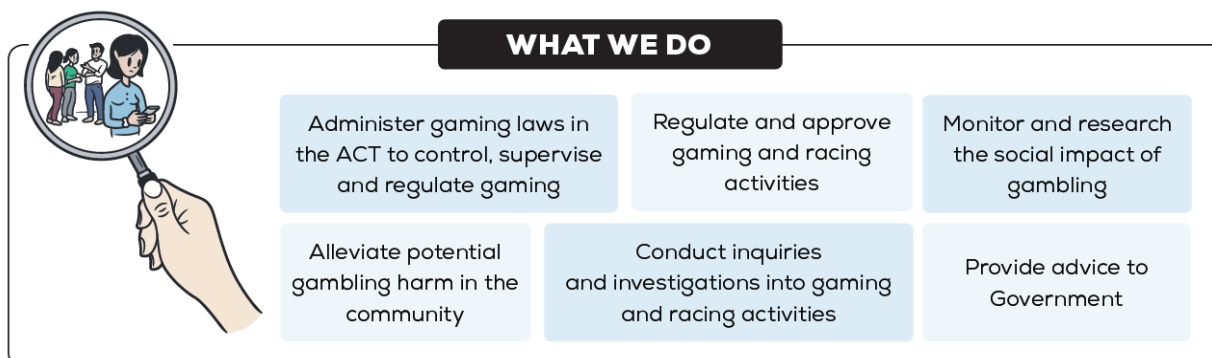 WHAT WE DO
Administer gaming laws in
the ACT to control, supervise
and regulate gaming
Regulate and approve
gaming and racing
activities
Monitor and research
the social impact of
gambling
Alleviate potential
gambling harm in the
community
Conduct inquiries
and investigations into gaming
and racing activities
Provide advice to
Government